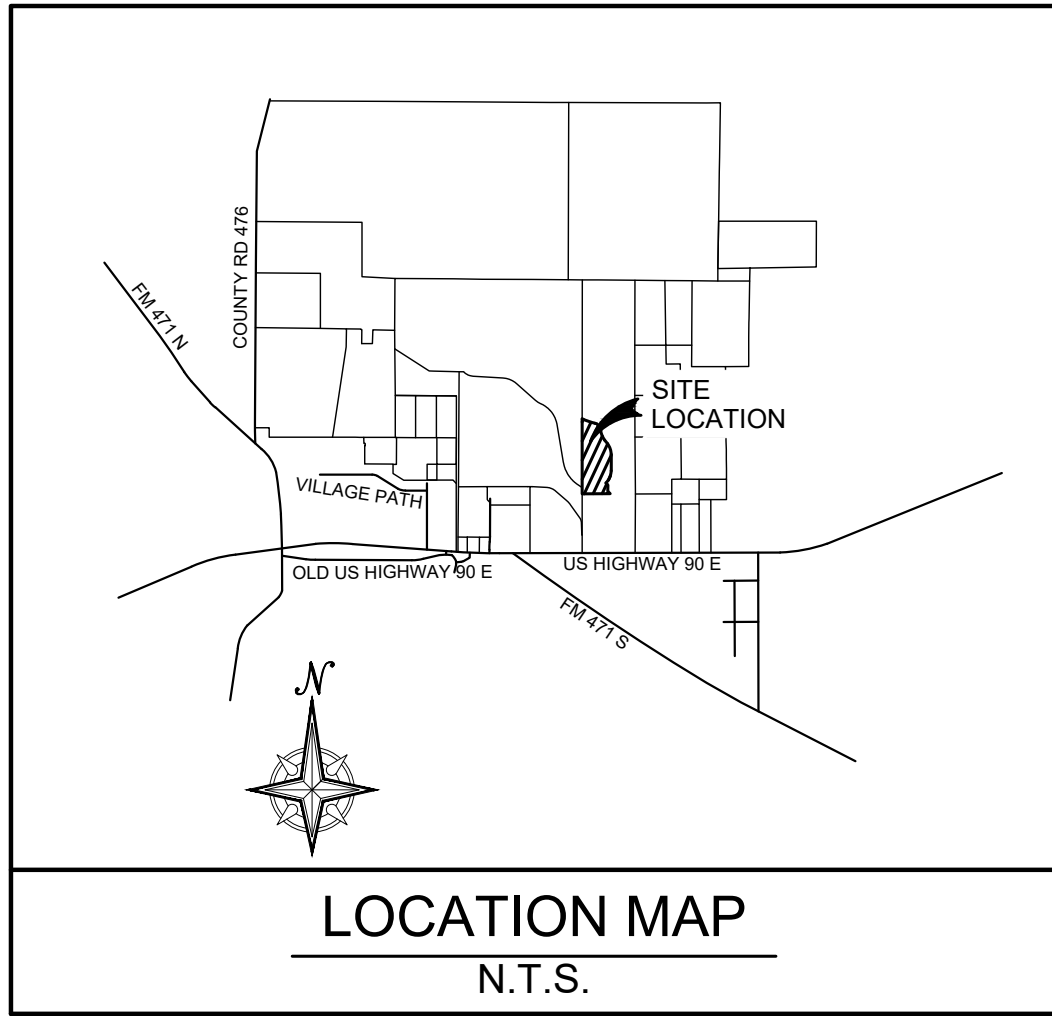 COUNTY RD 476
FM 471 N
SITE
LOCATION
VILLAGE PATH
OLD US HIGHWAY 90 E
US HIGHWAY 90 E
FM 471 S
N
LOCATION MAP
N.T.S.